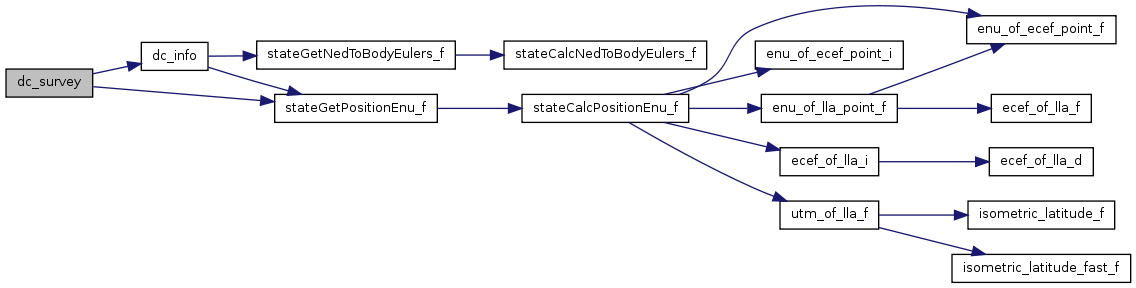 dc_survey
dc_info
stateGetNedToBodyEulers_f
stateGetPositionEnu_f
stateCalcNedToBodyEulers_f
stateCalcPositionEnu_f
enu_of_ecef_point_i
enu_of_lla_point_f
ecef_of_lla_i
utm_of_lla_f
enu_of_ecef_point_f
ecef_of_lla_f
ecef_of_lla_d
isometric_latitude_f
isometric_latitude_fast_f